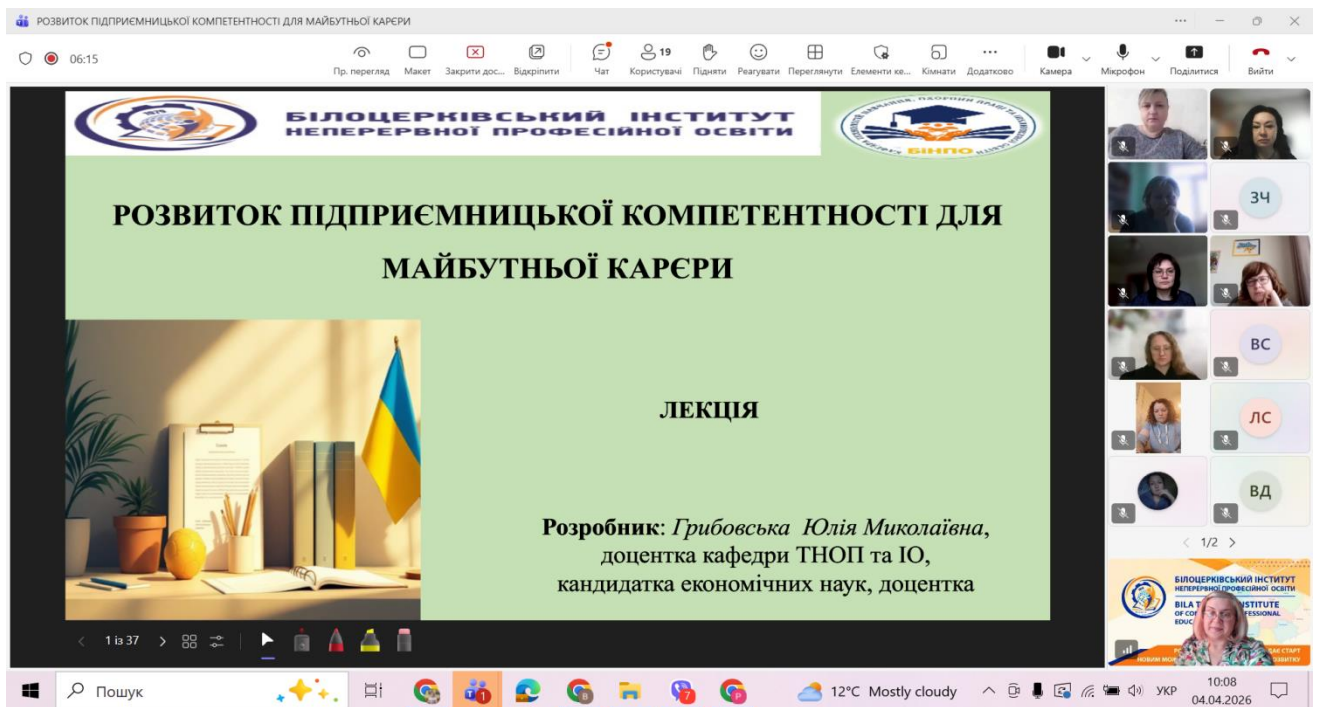 РОЗВИТОК ПІДПРИЄМНИЦЬКОЇ КОМПЕТЕНТНОСТІ ДЛЯ МАЙБУТНЬОЇ КАРЄРИ
06:15
19
Пр. перегляд Макет Закрити дос... Відкріпити Чат Користувачі Підняти Реагувати Переглянути Елементи ке... Кімнати Додатково Камера Мікрофон Поділитися Вийти
БІЛОЦЕРКІВСЬКИЙ ІНСТИТУТ
НЕПЕРЕРВНОЇ ПРОФЕСІЙНОЇ ОСВІТИ
БІНПО
РОЗВИТОК ПІДПРИЄМНИЦЬКОЇ КОМПЕТЕНТНОСТІ ДЛЯ
МАЙБУТНЬОЇ КАРЄРИ
ЛЕКЦІЯ
Розробник: Грибовська Юлія Миколаївна,
доцентка кафедри ТНОП та ІО,
кандидатка економічних наук, доцентка
ЗЧ
ВС
ЛС
ВД
1/2
БІЛОЦЕРКІВСЬКИЙ ІНСТИТУТ
НЕПЕРЕРВНОЇ ПРОФЕСІЙНОЇ ОСВІТИ
1 із 37
Пошук
12°C Mostly cloudy
УКР
10:08
04.04.2026